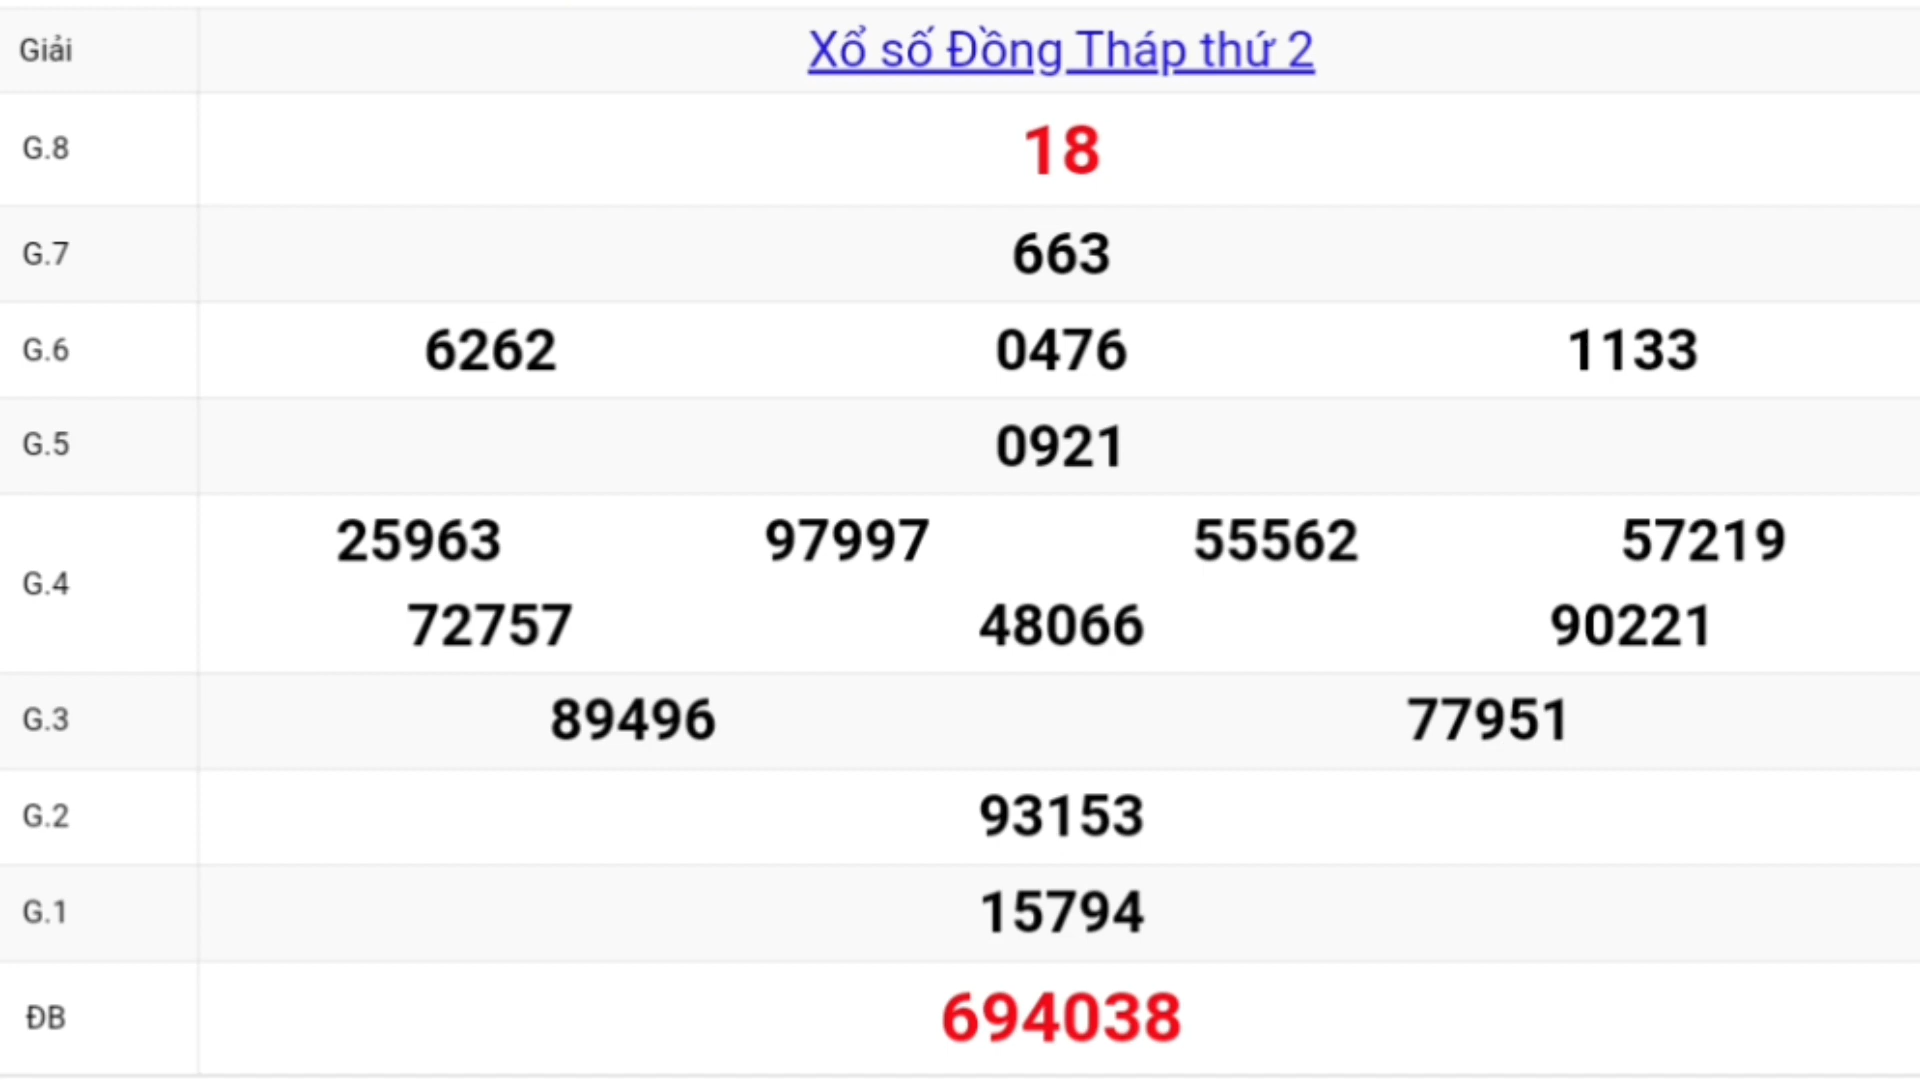 Giải Xổ số Đồng Tháp thứ 2
G.8 18
G.7 663
G.6 6262 0476 1133
G.5 0921
G.4 25963 97997 55562 57219
72757 48066 90221
G.3 89496 77951
G.2 93153
G.1 15794
ĐB 694038